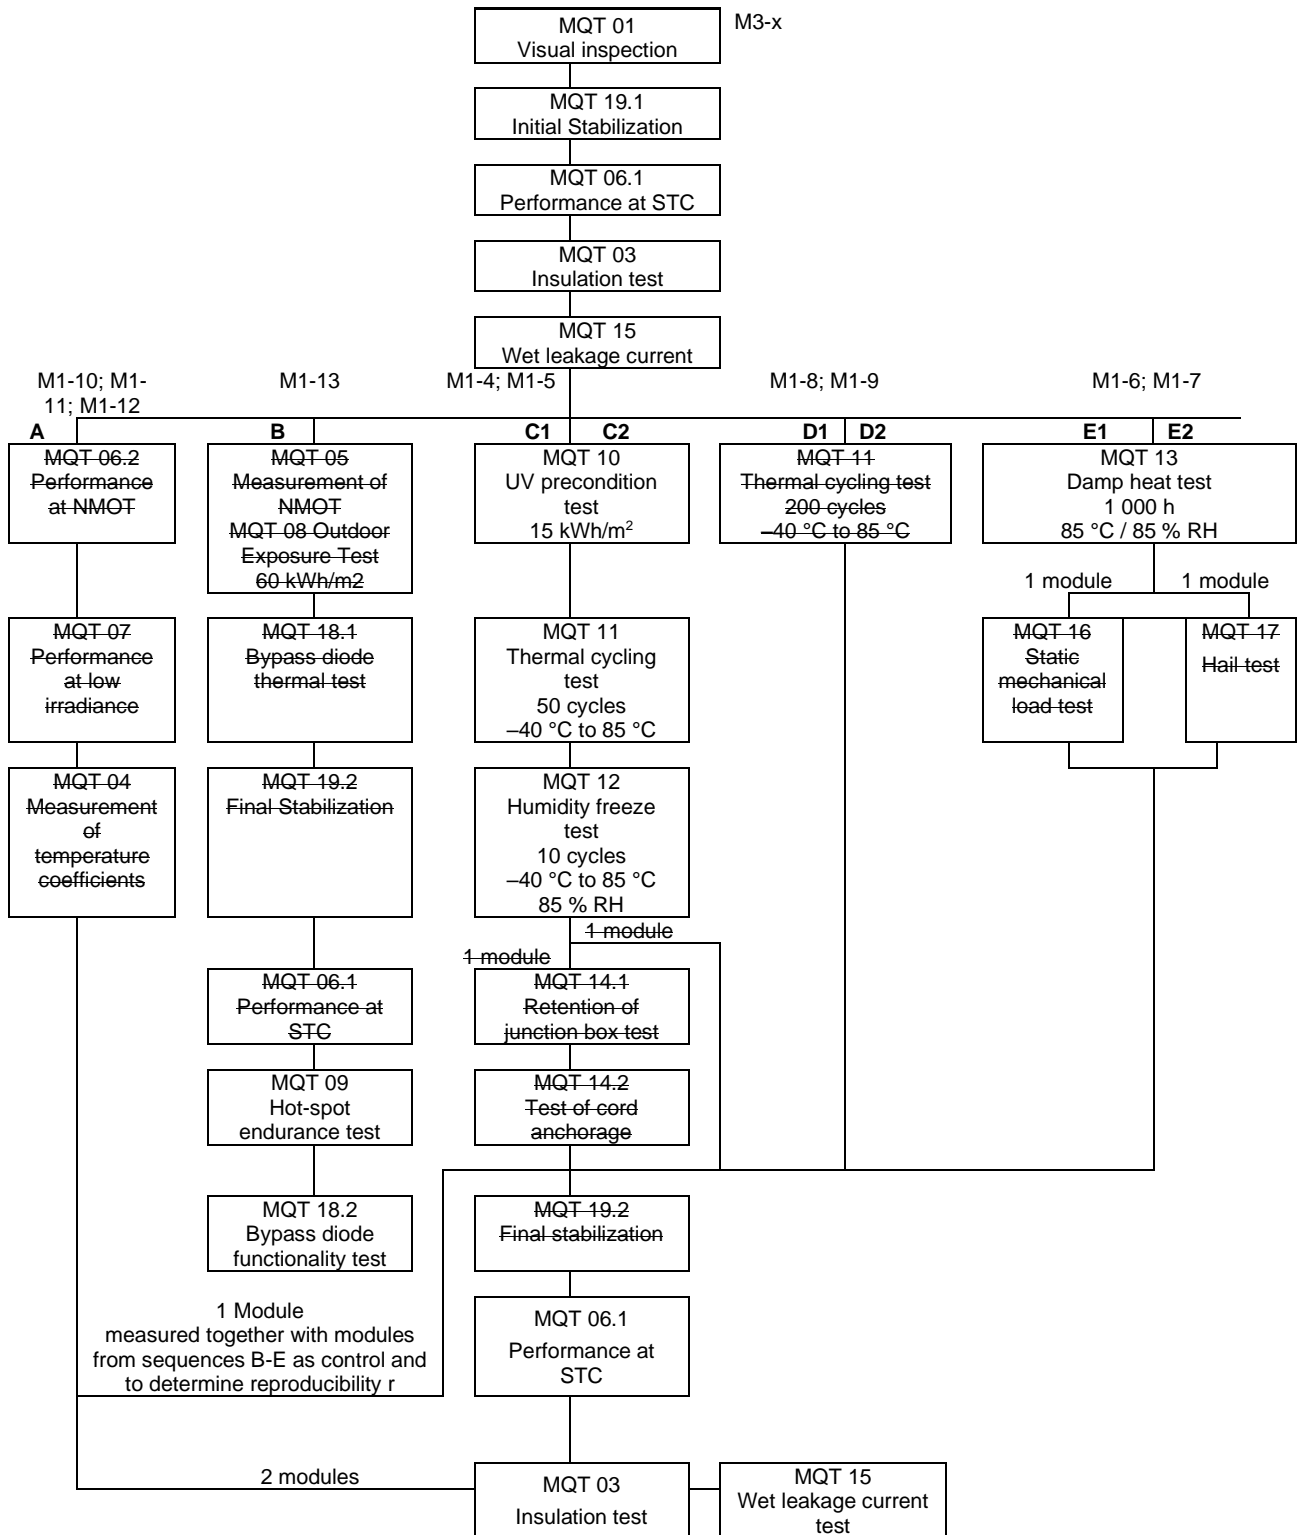 MQT 01
Visual inspection
M3-x
MQT 19.1
Initial Stabilization
MQT 06.1
Performance at STC
MQT 03
Insulation test
MQT 15
Wet leakage current
M1-10; M1-
11; M1-12
M1-13
M1-4; M1-5
M1-8; M1-9
M1-6; M1-7
A
B
C1
C2
D1
D2
E1
E2
MQT 06.2
Performance
at NMOT
MQT 05
Measurement of
NMOT
MQT 08 Outdoor
Exposure Test
60 kWh/m2
MQT 10
UV precondition
test
15 kWh/m²
MQT 11
Thermal cycling test
200 cycles
–40 °C to 85 °C
MQT 13
Damp heat test
1 000 h
85 °C / 85 % RH
1 module
1 module
MQT 07
Performance
at low
irradiance
MQT 18.1
Bypass diode
thermal test
MQT 11
Thermal cycling
test
50 cycles
–40 °C to 85 °C
MQT 16
Static
mechanical
load test
MQT 17
Hail test
MQT 04
Measurement
of
temperature
coefficients
MQT 19.2
Final Stabilization
MQT 12
Humidity freeze
test
10 cycles
–40 °C to 85 °C
85 % RH
1 module
1 module
MQT 06.1
Performance at
STC
MQT 14.1
Retention of
junction box test
MQT 09
Hot-spot
endurance test
MQT 14.2
Test of cord
anchorage
MQT 18.2
Bypass diode
functionality test
MQT 19.2
Final stabilization
1 Module
measured together with modules
from sequences B-E as control and
to determine reproducibility r
MQT 06.1
Performance at
STC
2 modules
MQT 03
Insulation test
MQT 15
Wet leakage current
test